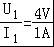 U₁/I₁ = 4V/1A